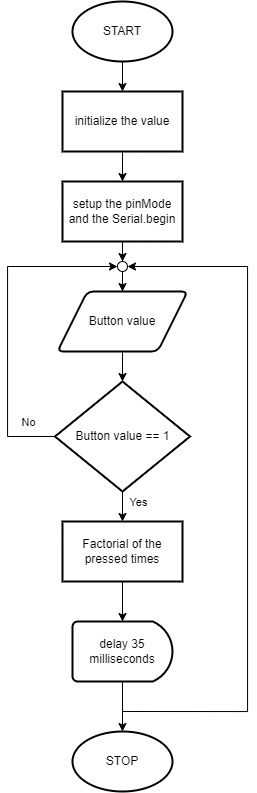 START
initialize the value
setup the pinMode
and the Serial.begin
Button value
Button value == 1
No
Yes
Factorial of the
pressed times
delay 35
milliseconds
STOP